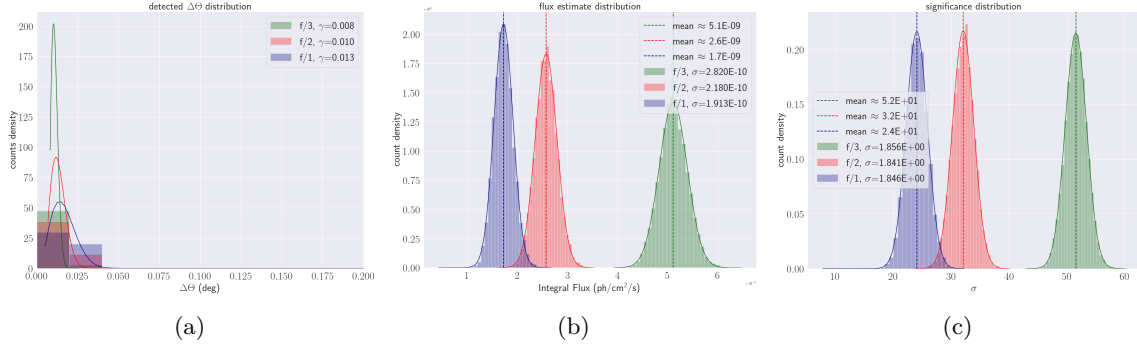 detected ΔΘ distribution
counts density
200
175
150
125
100
75
50
25
0
f/3, γ=0.008
f/2, γ=0.010
f/1, γ=0.013
0.000
0.025
0.050
0.075
0.100
0.125
0.150
0.175
0.200
ΔΘ (deg)
(a)
flux estimate distribution
count density
2.00
1.75
1.50
1.25
1.00
0.75
0.50
0.25
0.00
mean ≈ 5.1E-09
mean ≈ 2.6E-09
mean ≈ 1.7E-09
f/3, σ=2.820E-10
f/2, σ=2.180E-10
f/1, σ=1.913E-10
1
2
3
4
5
6
Integral Flux (ph/cm²/s)
(b)
significance distribution
count density
0.20
0.15
0.10
0.05
0.00
mean ≈ 5.2E+01
mean ≈ 3.2E+01
mean ≈ 2.4E+01
f/3, σ=1.856E+00
f/2, σ=1.841E+00
f/1, σ=1.846E+00
10
20
30
40
50
60
σ
(c)